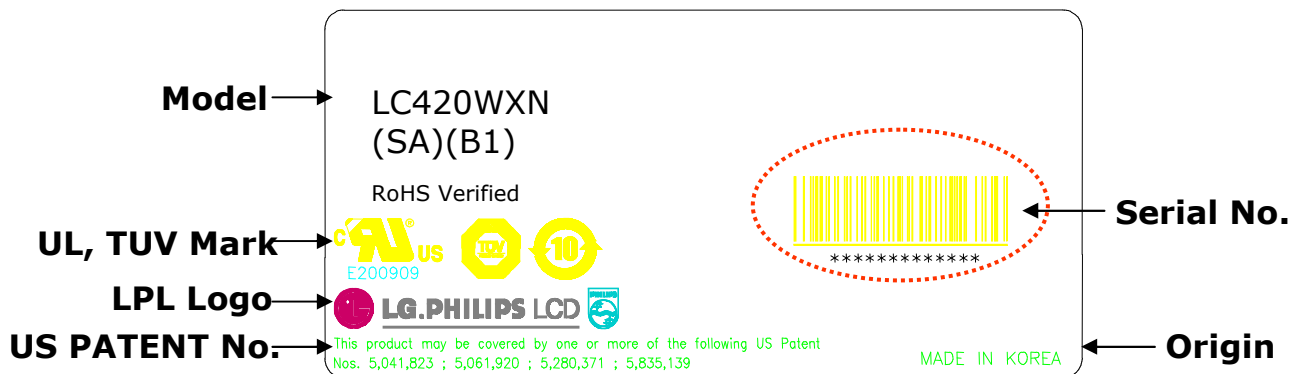 Model
LC420WXN
(SA)(B1)
RoHS Verified
Serial No.
UL, TUV Mark
c RU ® US
TÜV
10
E200909
*************
LPL Logo
LG.PHILIPS LCD
PHILIPS
US PATENT No.
This product may be covered by one or more of the following US Patent
Nos. 5,041,823 ; 5,061,920 ; 5,280,371 ; 5,835,139
MADE IN KOREA
Origin